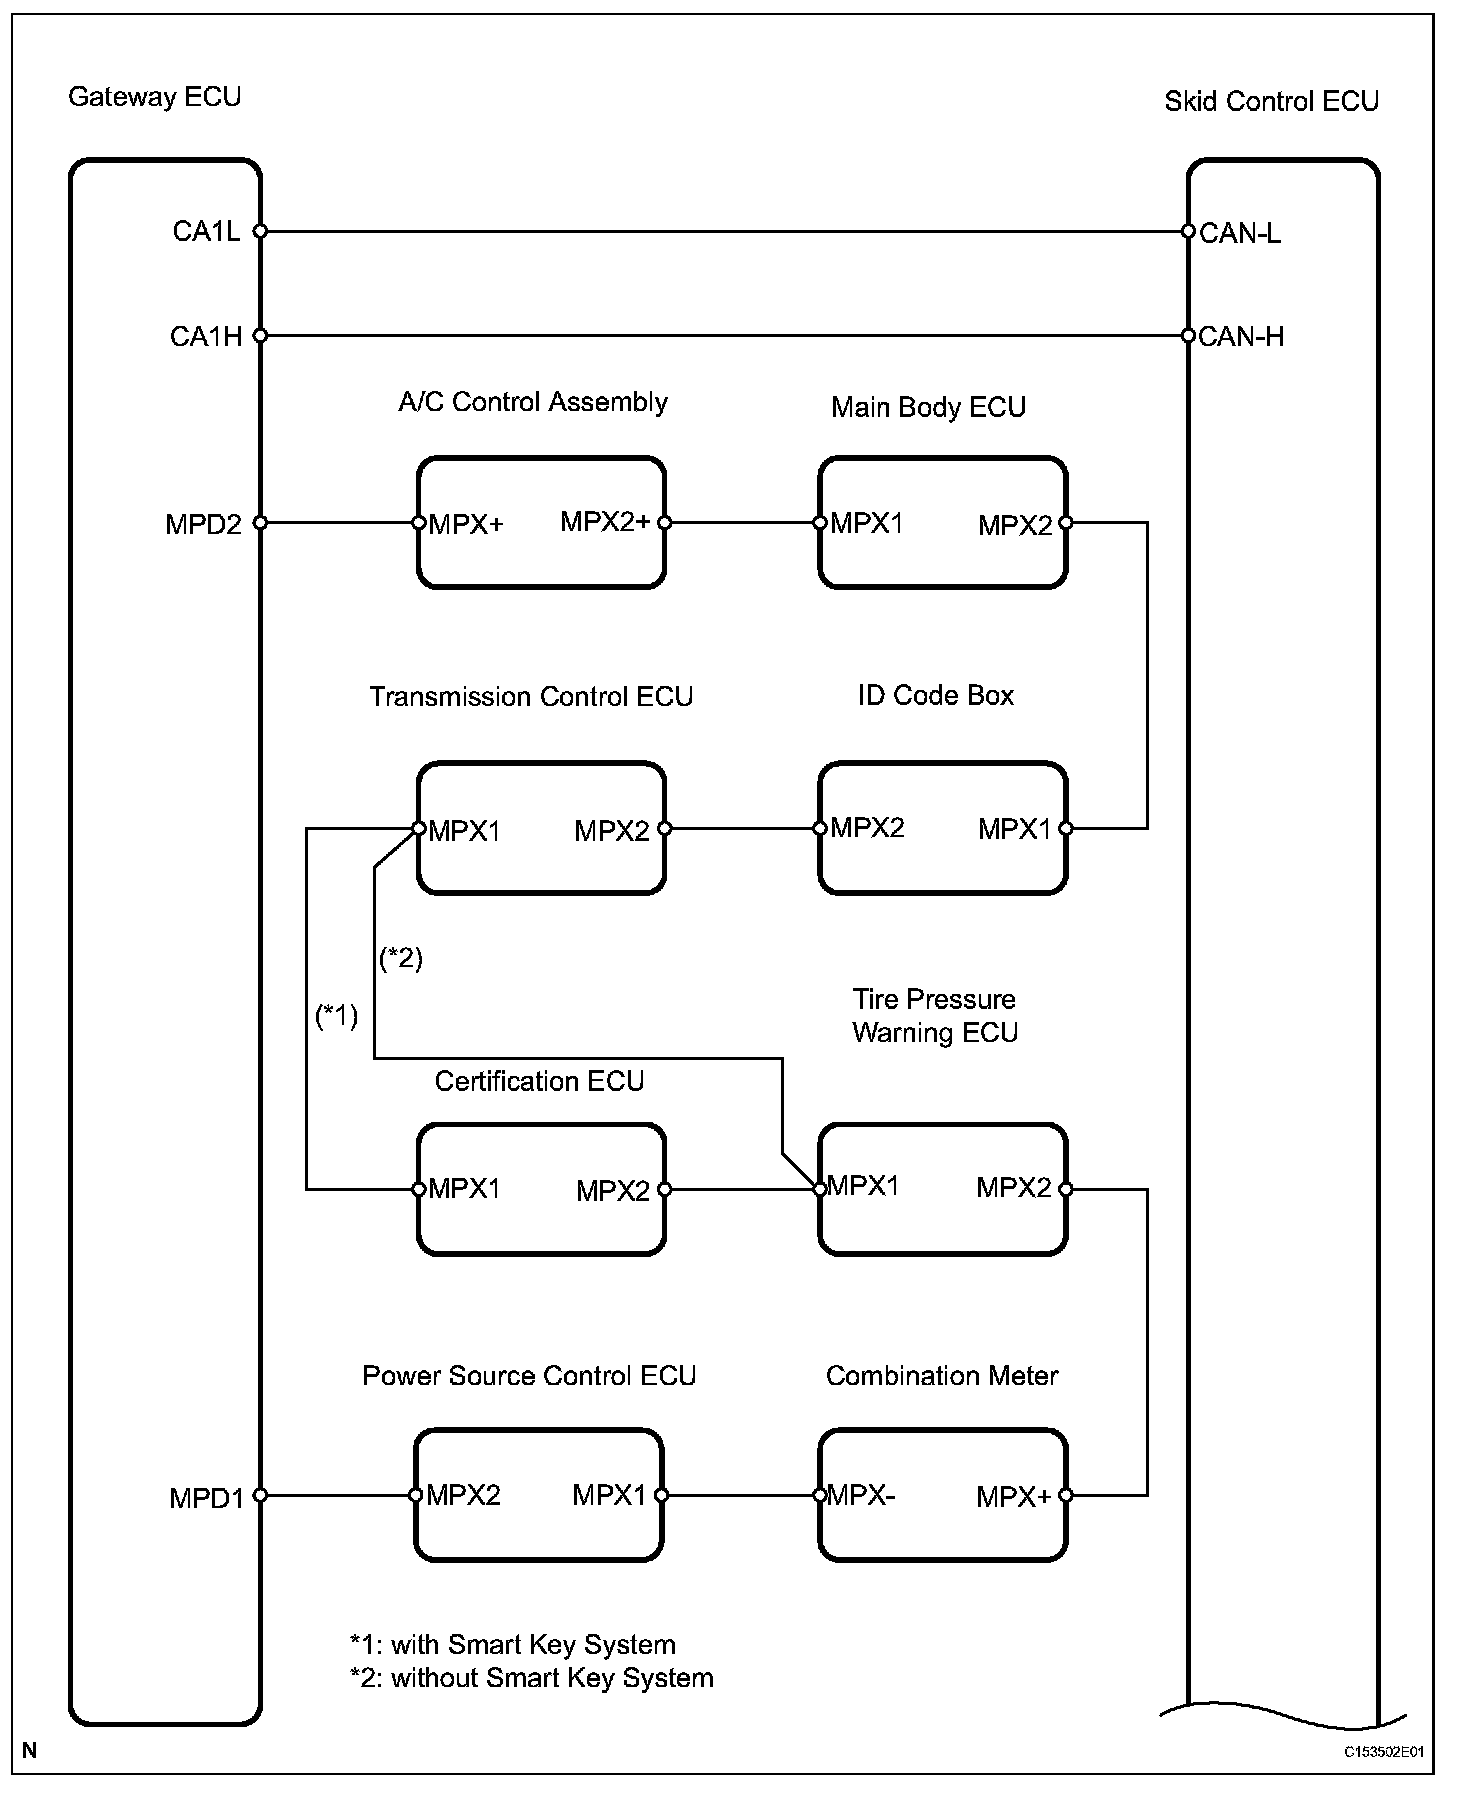 Gateway ECU
Skid Control ECU
CA1L
CAN-L
CA1H
CAN-H
A/C Control Assembly
Main Body ECU
MPD2
MPX+
MPX2+
MPX1
MPX2
Transmission Control ECU
ID Code Box
MPX1
MPX2
MPX2
MPX1
(*2)
(*1)
Tire Pressure
Warning ECU
Certification ECU
MPX1
MPX2
MPX1
MPX2
Power Source Control ECU
Combination Meter
MPD1
MPX2
MPX1
MPX-
MPX+
*1: with Smart Key System
*2: without Smart Key System
N
C153502E01